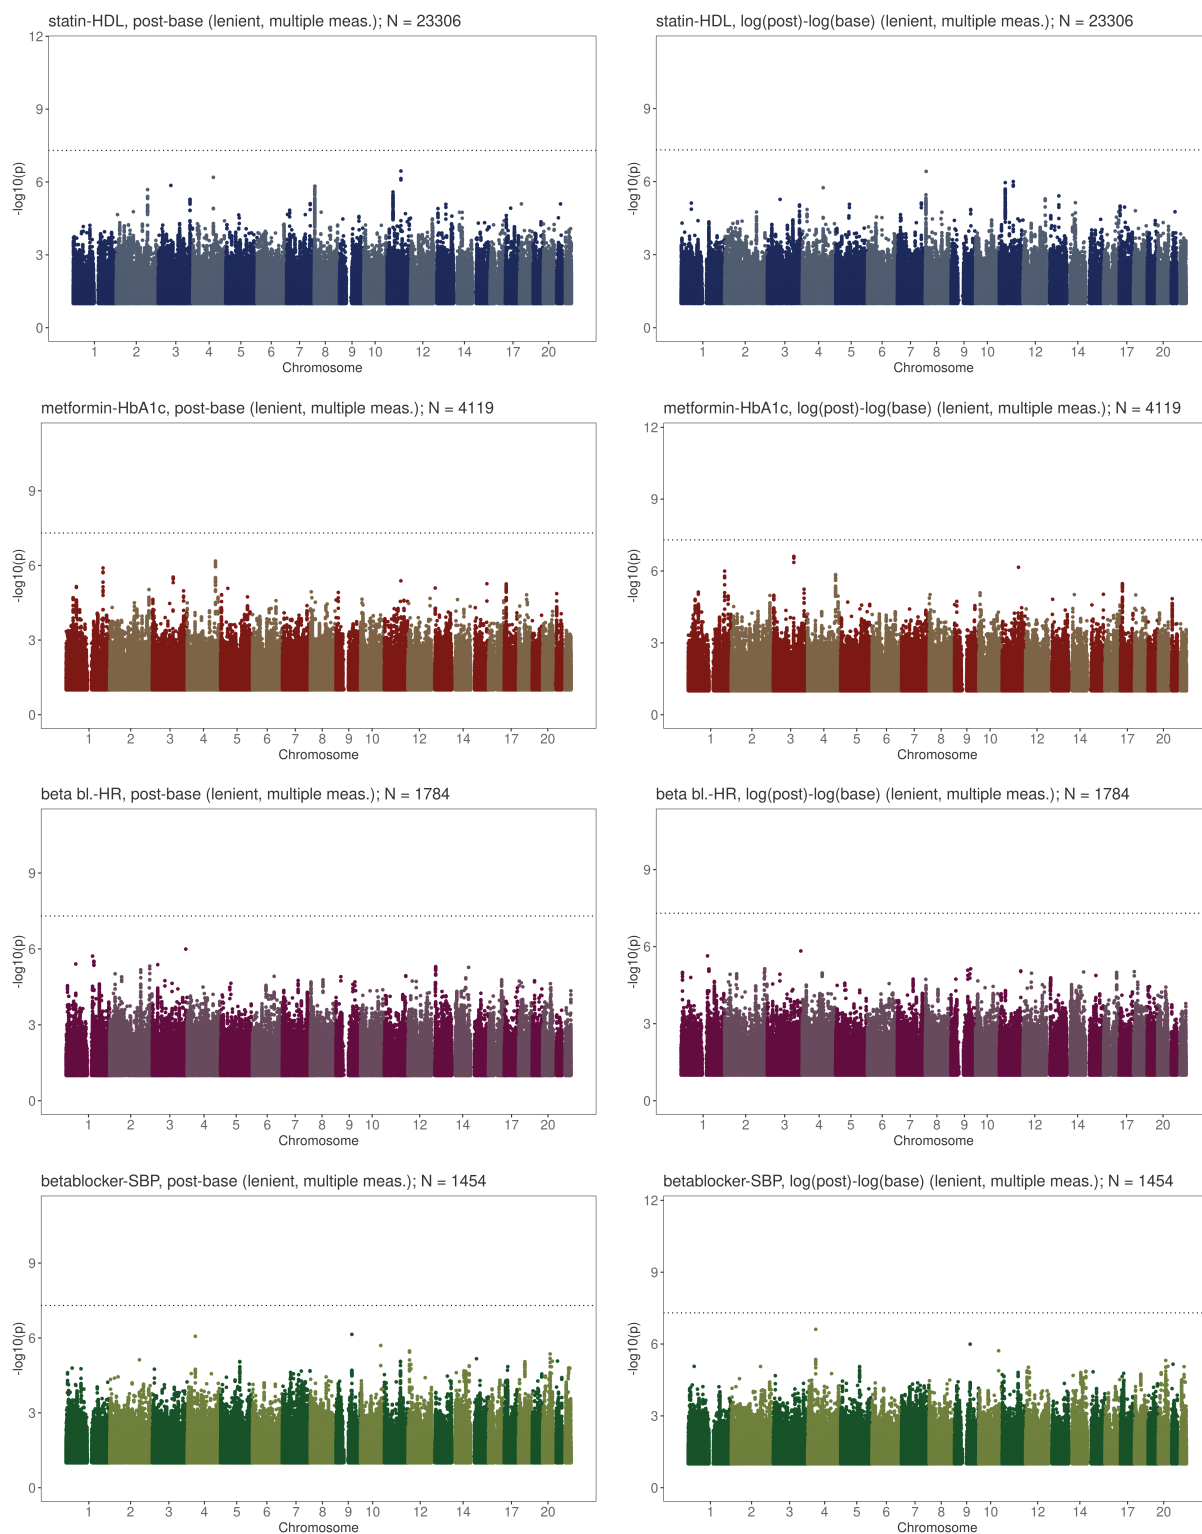 statin-HDL, post-base (lenient, multiple meas.); N = 23306
12
9
6
3
0
-log10(p)
1 2 3 4 5 6 7 8 9 10 12 14 17 20
Chromosome
statin-HDL, log(post)-log(base) (lenient, multiple meas.); N = 23306
9
6
3
0
-log10(p)
1 2 3 4 5 6 7 8 9 10 12 14 17 20
Chromosome
metformin-HbA1c, post-base (lenient, multiple meas.); N = 4119
9
6
3
0
-log10(p)
1 2 3 4 5 6 7 8 9 10 12 14 17 20
Chromosome
metformin-HbA1c, log(post)-log(base) (lenient, multiple meas.); N = 4119
12
9
6
3
0
-log10(p)
1 2 3 4 5 6 7 8 9 10 12 14 17 20
Chromosome
beta bl.-HR, post-base (lenient, multiple meas.); N = 1784
9
6
3
0
-log10(p)
1 2 3 4 5 6 7 8 9 10 12 14 17 20
Chromosome
beta bl.-HR, log(post)-log(base) (lenient, multiple meas.); N = 1784
9
6
3
0
-log10(p)
1 2 3 4 5 6 7 8 9 10 12 14 17 20
Chromosome
betablocker-SBP, post-base (lenient, multiple meas.); N = 1454
9
6
3
0
-log10(p)
1 2 3 4 5 6 7 8 9 10 12 14 17 20
Chromosome
betablocker-SBP, log(post)-log(base) (lenient, multiple meas.); N = 1454
12
9
6
3
0
-log10(p)
1 2 3 4 5 6 7 8 9 10 12 14 17 20
Chromosome